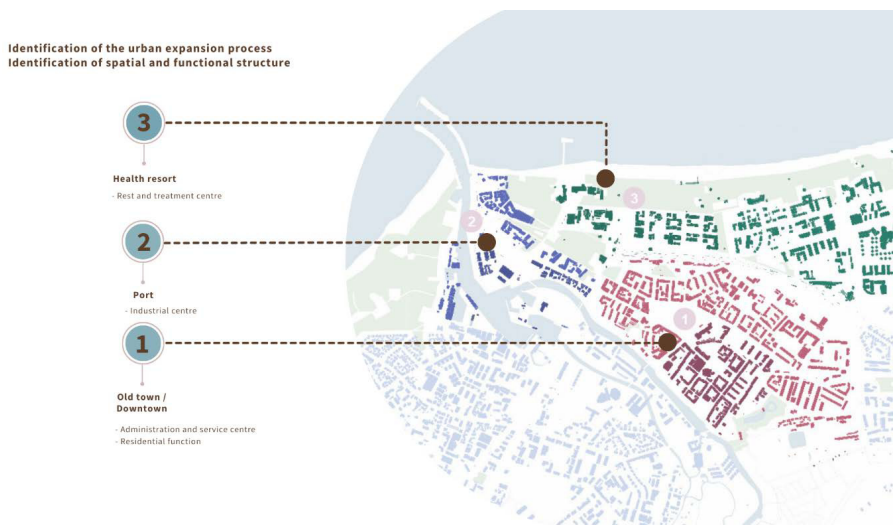 Identification of the urban expansion process
Identification of spatial and functional structure
3
Health resort
- Rest and treatment centre
2
Port
- Industrial centre
1
Old town /
Downtown
- Administration and service centre
- Residential function
3
2
1